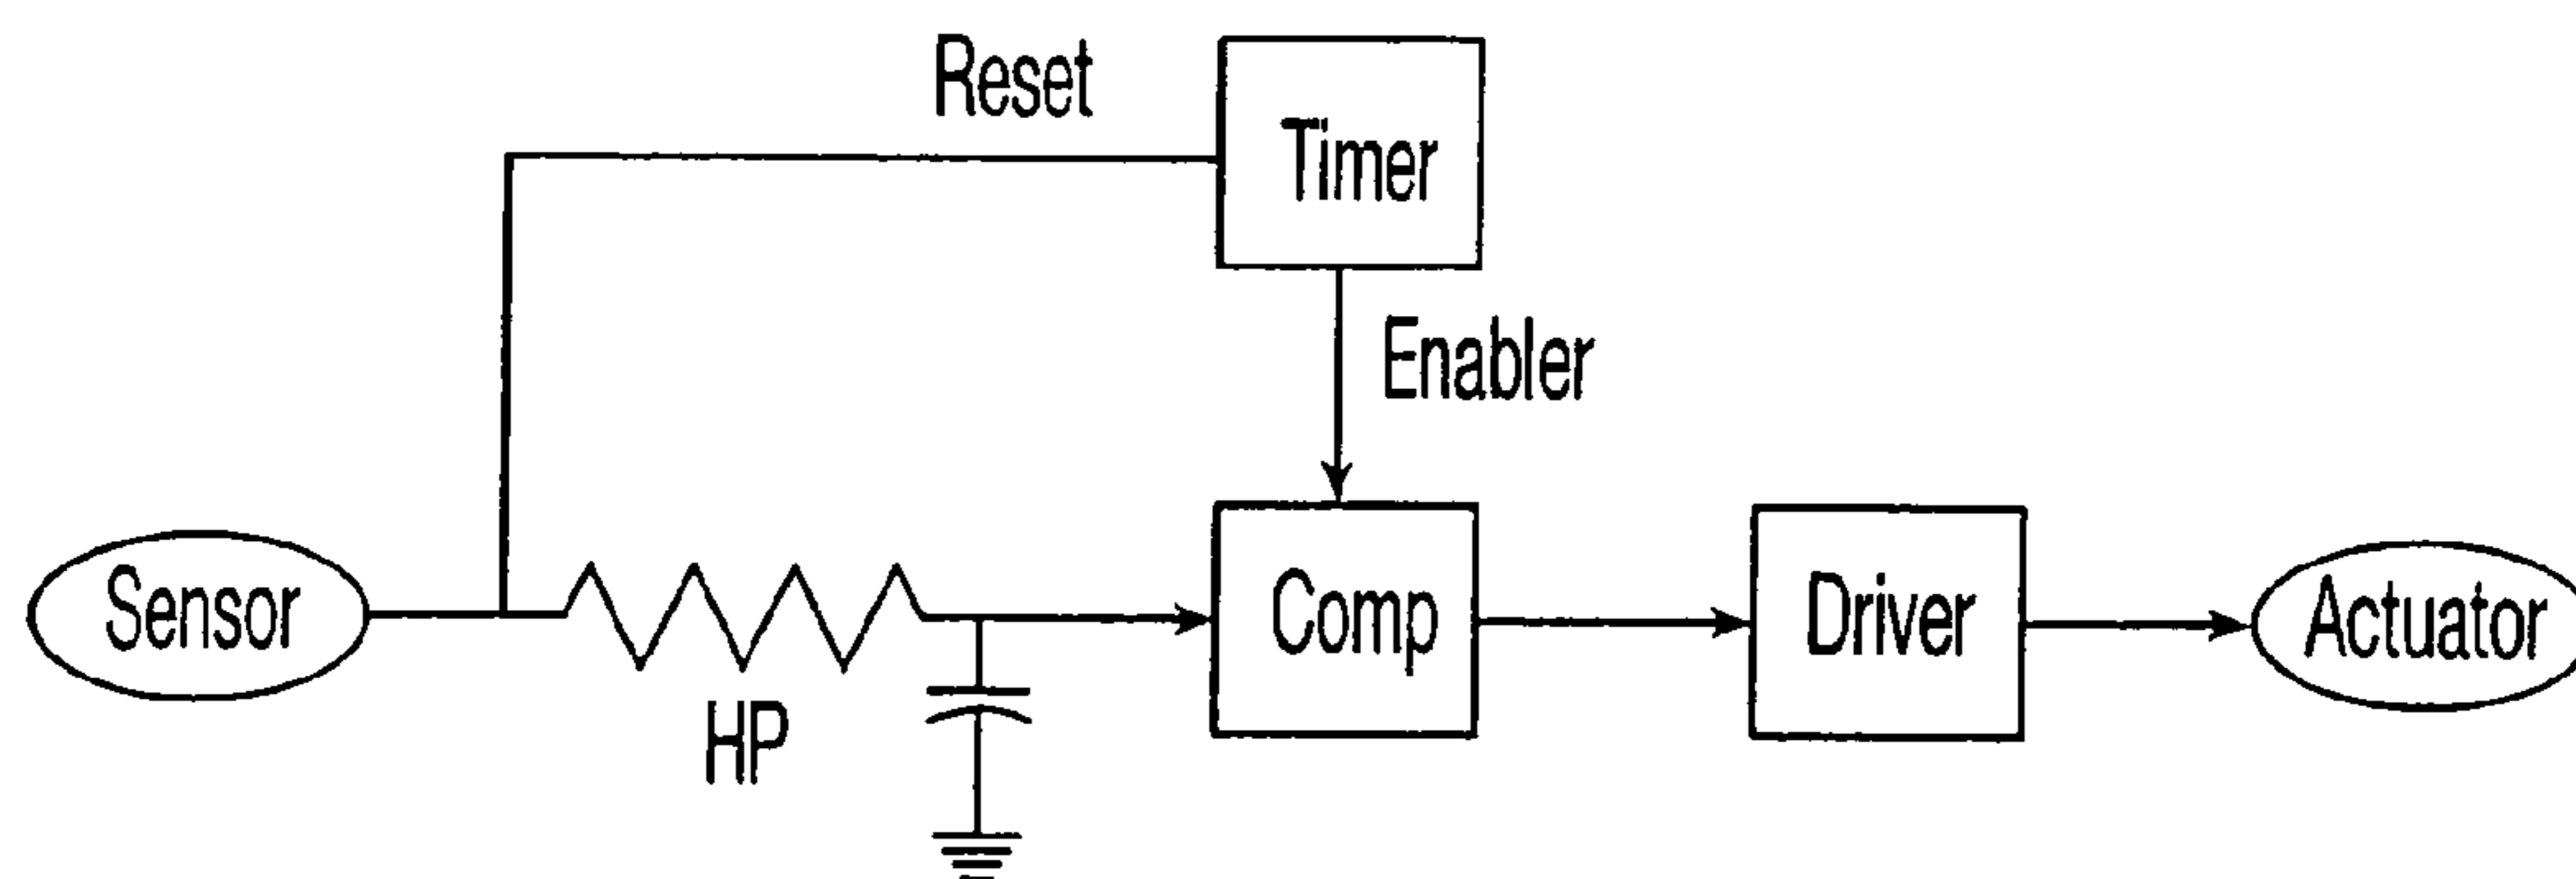 Reset
Timer
Enabler
Sensor
HP
Comp
Driver
Actuator